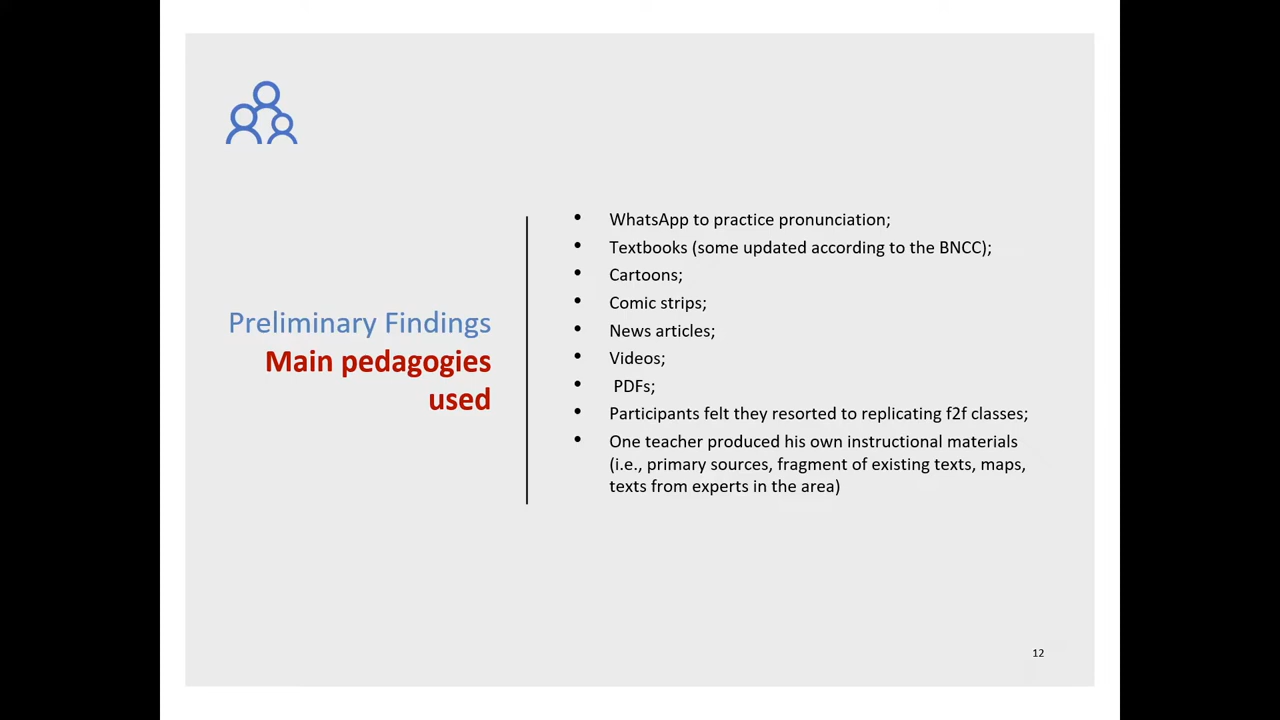 Preliminary Findings
Main pedagogies
used
• WhatsApp to practice pronunciation;
• Textbooks (some updated according to the BNCC);
• Cartoons;
• Comic strips;
• News articles;
• Videos;
• PDFs;
• Participants felt they resorted to replicating f2f classes;
• One teacher produced his own instructional materials
(i.e., primary sources, fragment of existing texts, maps,
texts from experts in the area)
12